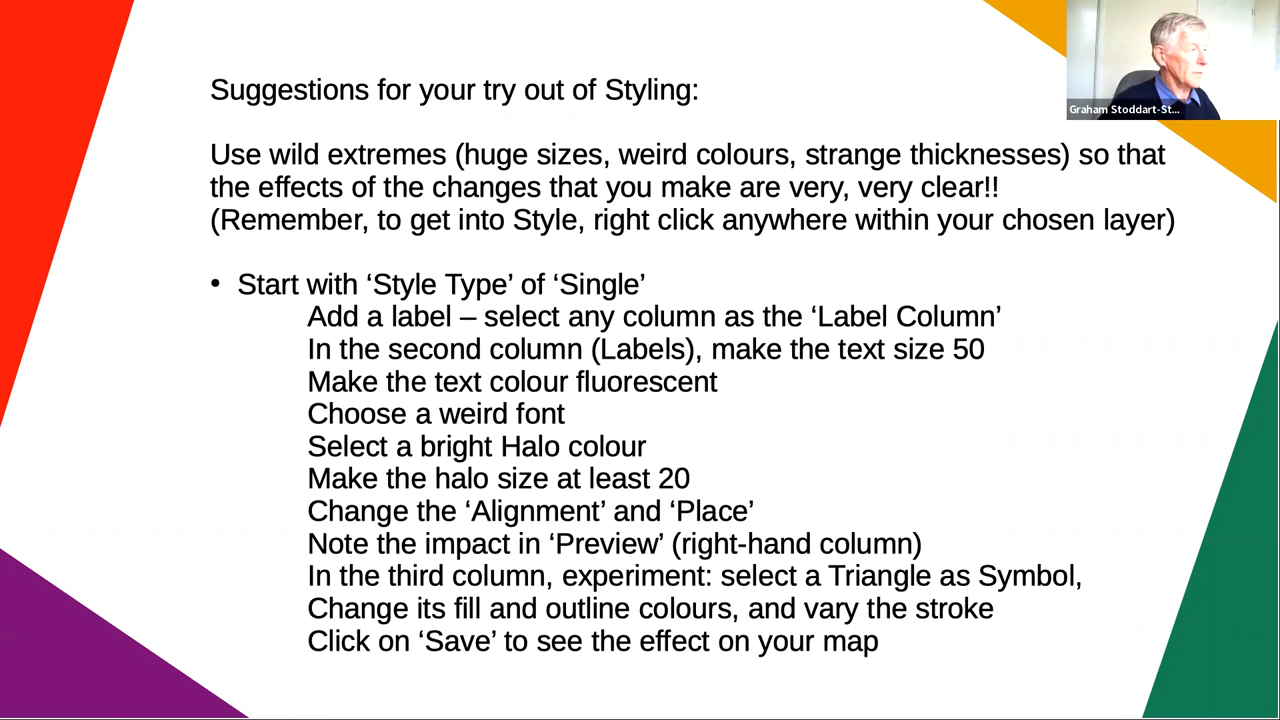 Suggestions for your try out of Styling:
Use wild extremes (huge sizes, weird colours, strange thicknesses) so that
the effects of the changes that you make are very, very clear!!
(Remember, to get into Style, right click anywhere within your chosen layer)
• Start with ‘Style Type’ of ‘Single’
Add a label – select any column as the ‘Label Column’
In the second column (Labels), make the text size 50
Make the text colour fluorescent
Choose a weird font
Select a bright Halo colour
Make the halo size at least 20
Change the ‘Alignment’ and ‘Place’
Note the impact in ‘Preview’ (right-hand column)
In the third column, experiment: select a Triangle as Symbol,
Change its fill and outline colours, and vary the stroke
Click on ‘Save’ to see the effect on your map
Graham Stoddart-St...